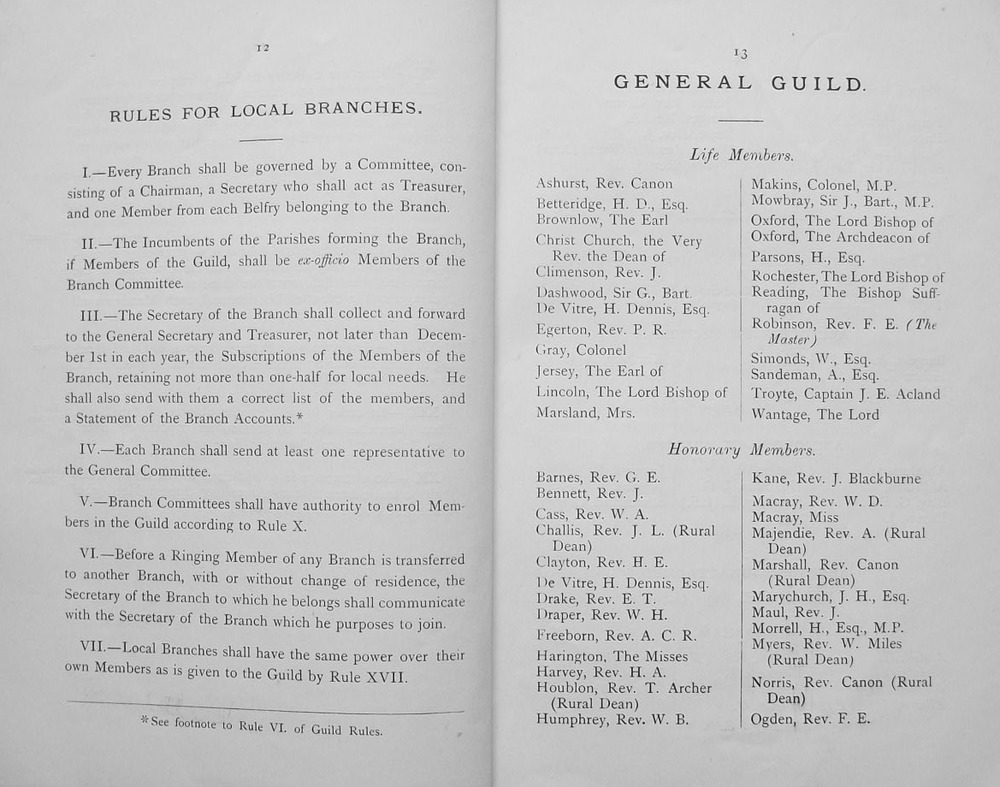 12
RULES FOR LOCAL BRANCHES.
I.—Every Branch shall be governed by a Committee, con-
sisting of a Chairman, a Secretary who shall act as Treasurer,
and one Member from each Belfry belonging to the Branch.
II.—The Incumbents of the Parishes forming the Branch,
if Members of the Guild, shall be ex-officio Members of the
Branch Committee.
III.—The Secretary of the Branch shall collect and forward
to the General Secretary and Treasurer, not later than Decem-
ber 1st in each year, the Subscriptions of the Members of the
Branch, retaining not more than one-half for local needs. He
shall also send with them a correct list of the members, and
a Statement of the Branch Accounts.*
IV.—Each Branch shall send at least one representative to
the General Committee.
V.—Branch Committees shall have authority to enrol Mem-
bers in the Guild according to Rule X.
VI.—Before a Ringing Member of any Branch is transferred
to another Branch, with or without change of residence, the
Secretary of the Branch to which he belongs shall communicate
with the Secretary of the Branch which he purposes to join.
VII.—Local Branches shall have the same power over their
own Members as is given to the Guild by Rule XVII.
*See footnote to Rule VI. of Guild Rules.
13
GENERAL GUILD.
Life Members.
Ashurst, Rev. Canon
Betteridge, H. D., Esq.
Brownlow, The Earl
Christ Church, the Very
Rev. the Dean of
Climenson, Rev. J.
Dashwood, Sir G., Bart.
De Vitre, H. Dennis, Esq.
Egerton, Rev. P. R.
Gray, Colonel
Jersey, The Earl of
Lincoln, The Lord Bishop of
Marsland, Mrs.
Makins, Colonel, M.P.
Mowbray, Sir J., Bart., M.P.
Oxford, The Lord Bishop of
Oxford, The Archdeacon of
Parsons, H., Esq.
Rochester, The Lord Bishop of
Reading, The Bishop Suff-
ragan of
Robinson, Rev. F. E. (The
Master)
Simonds, W., Esq.
Sandeman, A., Esq.
Troyte, Captain J. E. Acland
Wantage, The Lord
Honorary Members.
Barnes, Rev. G. E.
Bennett, Rev. J.
Cass, Rev. W. A.
Challis, Rev. J. L. (Rural
Dean)
Clayton, Rev. H. E.
De Vitre, H. Dennis, Esq.
Drake, Rev. E. T.
Draper, Rev. W. H.
Freeborn, Rev. A. C. R.
Harington, The Misses
Harvey, Rev. H. A.
Houblon, Rev. T. Archer
(Rural Dean)
Humphrey, Rev. W. B.
Kane, Rev. J. Blackburne
Macray, Rev. W. D.
Macray, Miss
Majendie, Rev. A. (Rural
Dean)
Marshall, Rev. Canon
(Rural Dean)
Marychurch, J. H., Esq.
Maul, Rev. J.
Morrell, H., Esq., M.P.
Myers, Rev. W. Miles
(Rural Dean)
Norris, Rev. Canon (Rural
Dean)
Ogden, Rev. F. E.